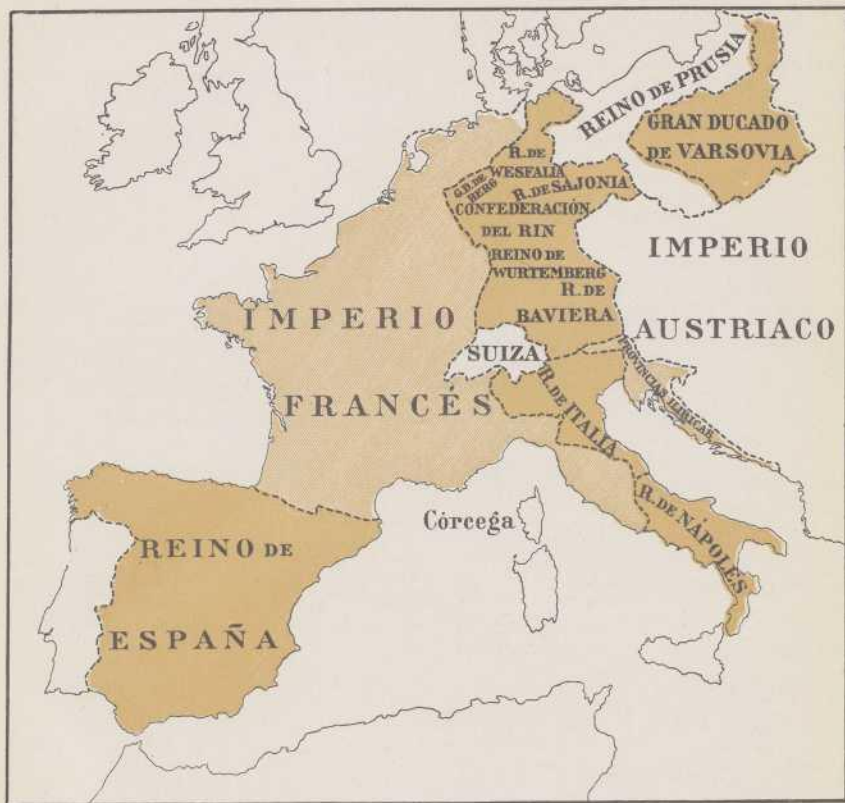 REINO DE PRUSIA
GRAN DUCADO
DE VARSOVIA
R. DE
WESFALIA
G.D. DE
BERG
R. DE SAJONIA
CONFEDERACIÓN
DEL RIN
REINO DE
WURTEMBERG
R. DE
BAVIERA
IMPERIO
AUSTRIACO
IMPERIO
FRANCÉS
SUIZA
R. DE ITALIA
PROVINCIAS ILIRICAS
Córcega
R. DE NÁPOLES
REINO DE
ESPAÑA